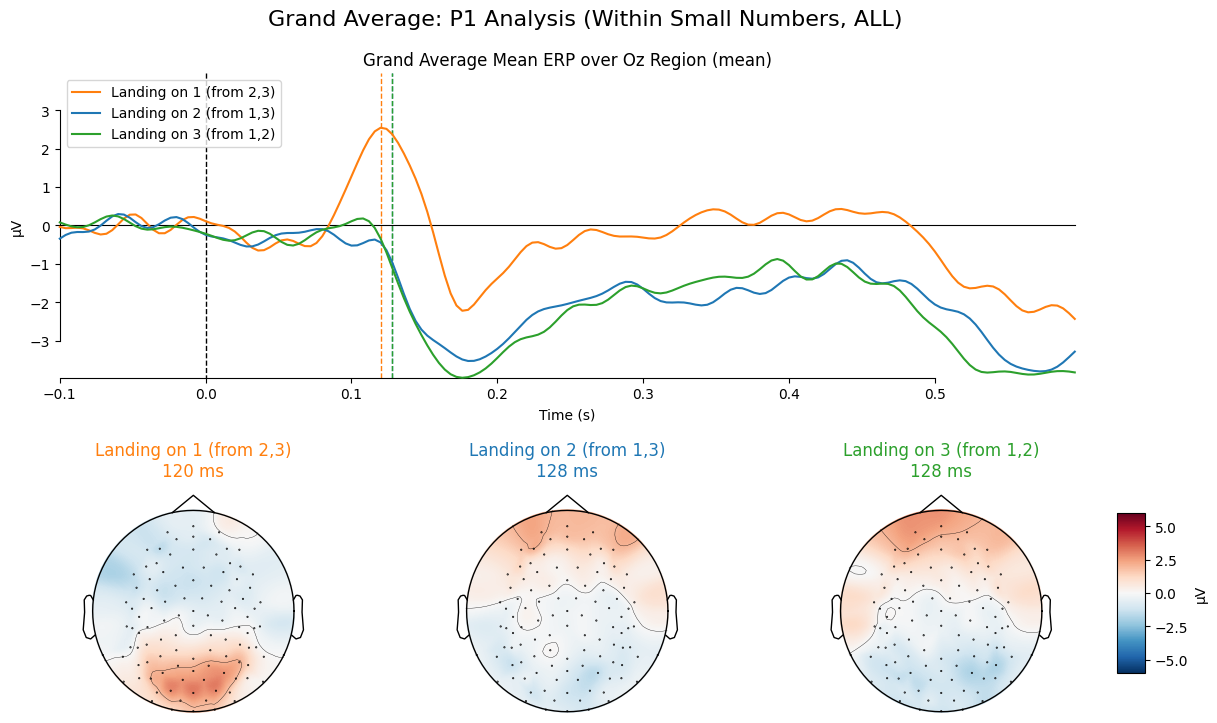 Grand Average: P1 Analysis (Within Small Numbers, ALL)
Grand Average Mean ERP over Oz Region (mean)
Landing on 1 (from 2,3)
Landing on 2 (from 1,3)
Landing on 3 (from 1,2)
µV
3
2
1
0
−1
−2
−3
−0.1 0.0 0.1 0.2 0.3 0.4 0.5
Time (s)
Landing on 1 (from 2,3)
120 ms
Landing on 2 (from 1,3)
128 ms
Landing on 3 (from 1,2)
128 ms
5.0
2.5
0.0
−2.5
−5.0
µV